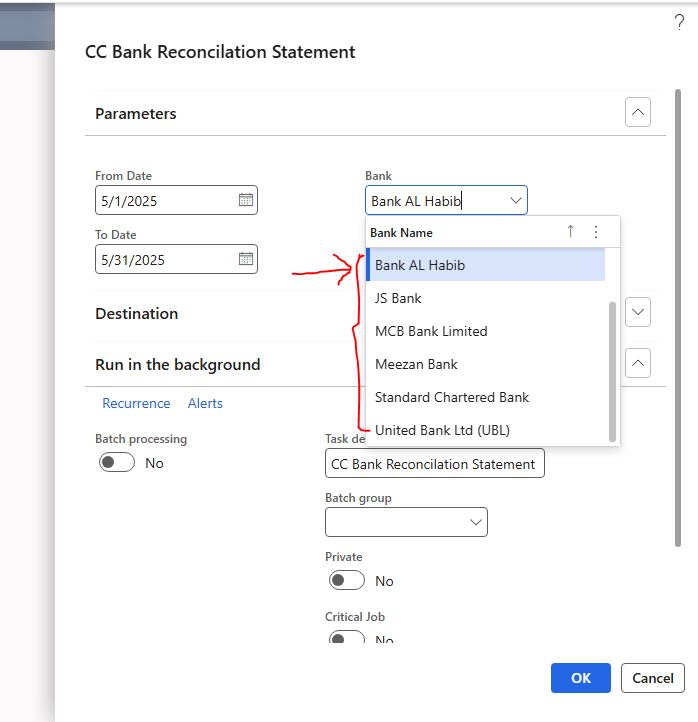 ?
CC Bank Reconcilation Statement
Parameters
From Date
5/1/2025
To Date
5/31/2025
Bank
Bank AL Habib
Bank Name
Bank AL Habib
JS Bank
MCB Bank Limited
Meezan Bank
Standard Chartered Bank
United Bank Ltd (UBL)
Destination
Run in the background
Recurrence Alerts
Batch processing
No
Task de
CC Bank Reconcilation Statement
Batch group
Private
No
Critical Job
No
OK Cancel